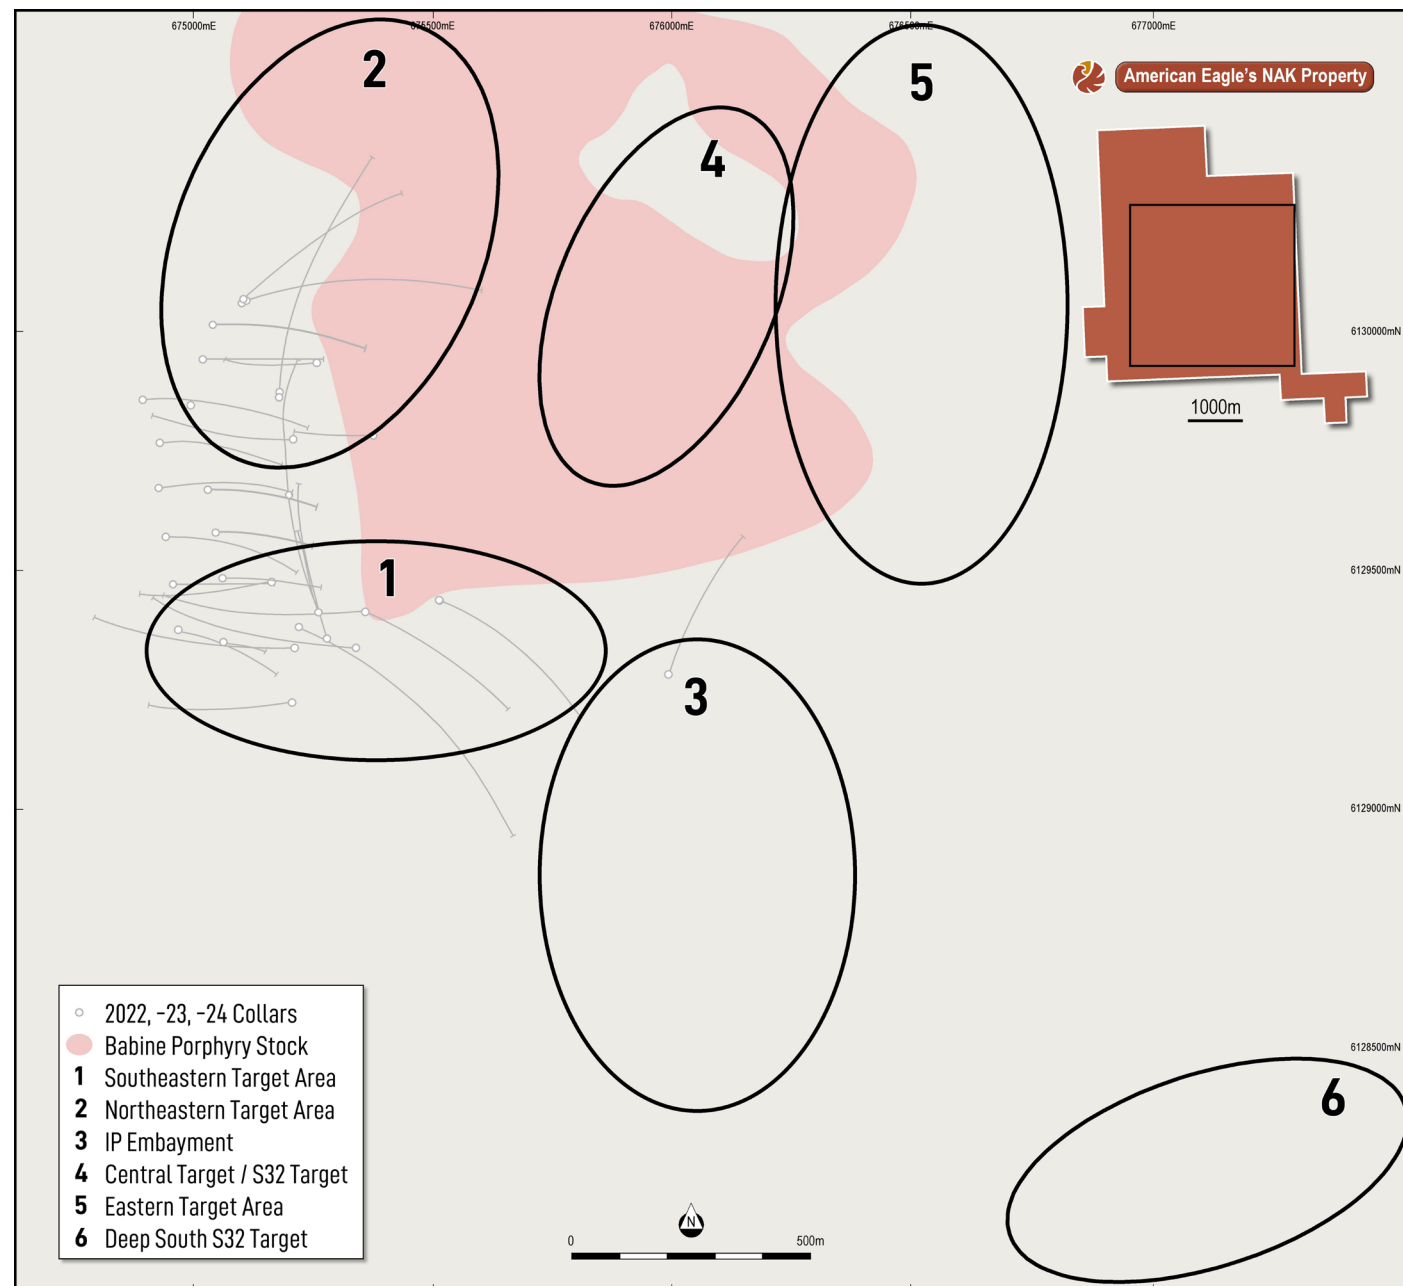 675000mE
675500mE
676000mE
676500mE
677000mE
2
5
4
American Eagle's NAK Property
1000m
6130000mN
1
6129500mN
3
6129000mN
6128500mN
6
2022, -23, -24 Collars
Babine Porphyry Stock
1 Southeastern Target Area
2 Northeastern Target Area
3 IP Embayment
4 Central Target / S32 Target
5 Eastern Target Area
6 Deep South S32 Target
N
0 500m